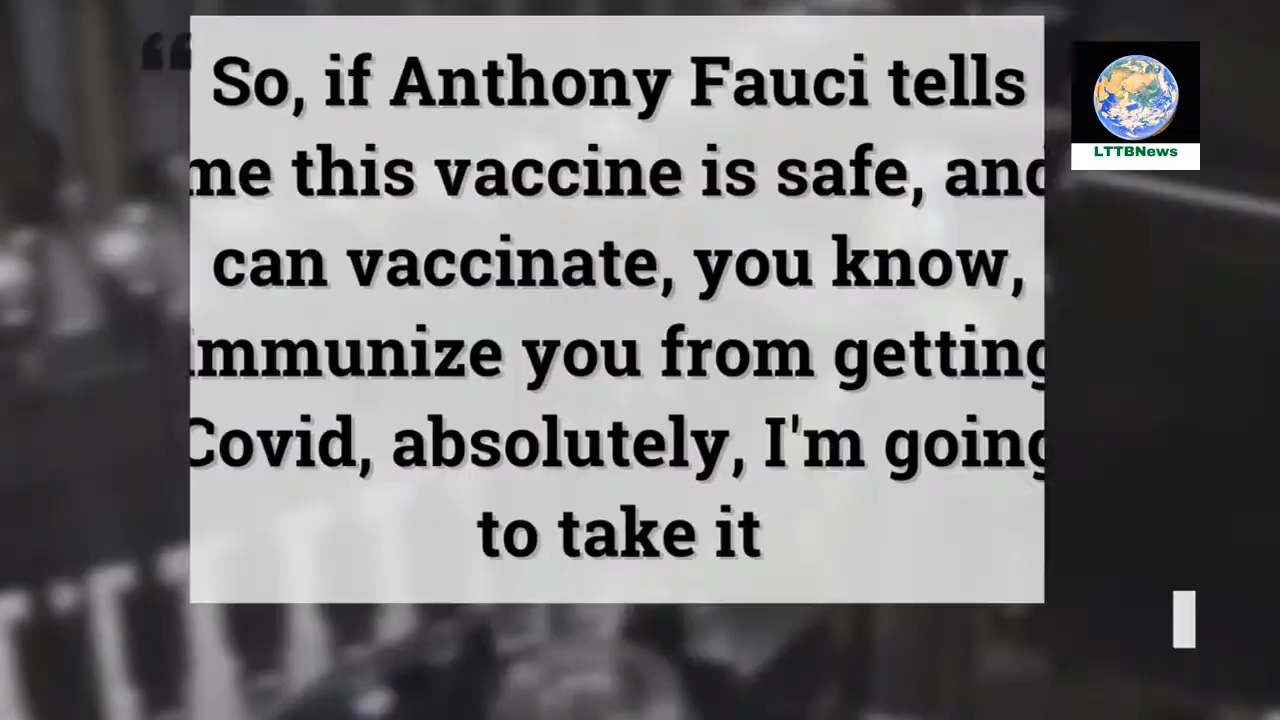 “
So, if Anthony Fauci tells
me this vaccine is safe, and
can vaccinate, you know,
immunize you from getting
Covid, absolutely, I'm going
to take it
LTTBNews